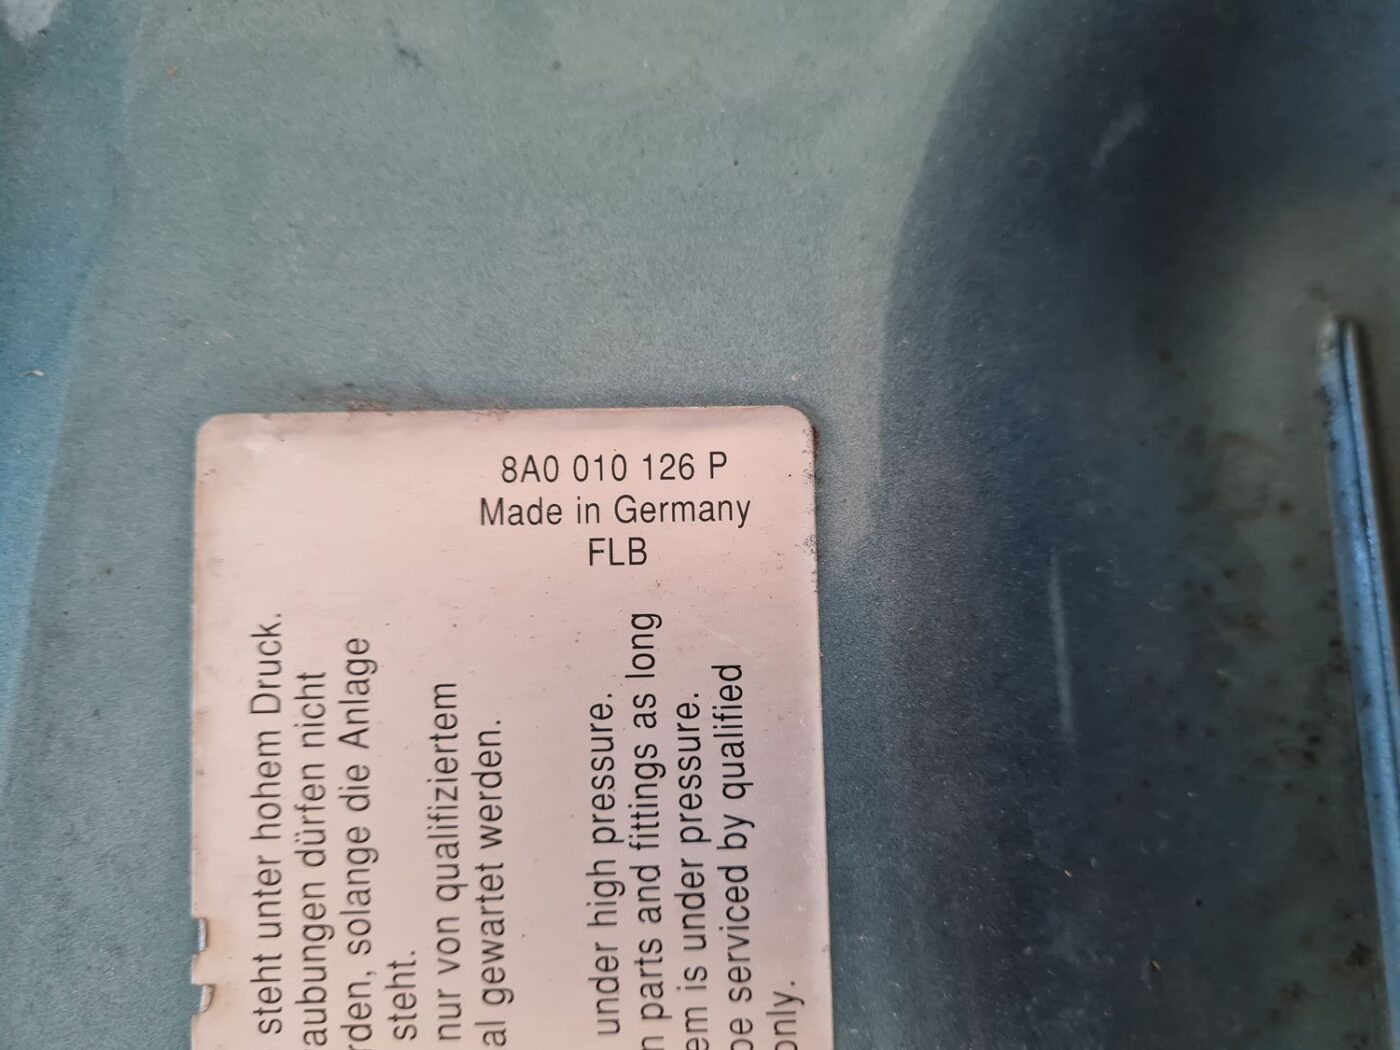 8A0 010 126 P
Made in Germany
FLB
steht unter hohem Druck.
aubungen dürfen nicht
rden, solange die Anlage
steht.
nur von qualifiziertem
al gewartet werden.
under high pressure.
n parts and fittings as long
em is under pressure.
be serviced by qualified
only.